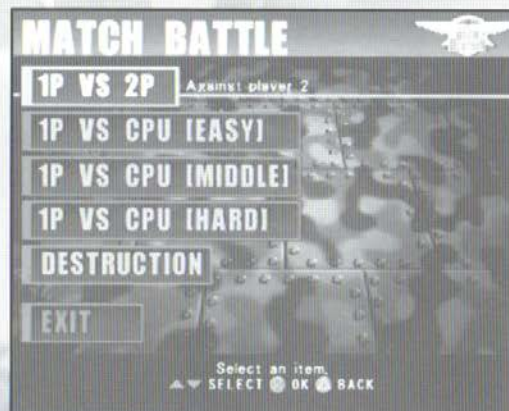 MATCH BATTLE
1P VS 2P Against player 2
1P VS CPU [EASY]
1P VS CPU [MIDDLE]
1P VS CPU [HARD]
DESTRUCTION
EXIT
Select an item.
▲▼ SELECT OK BACK